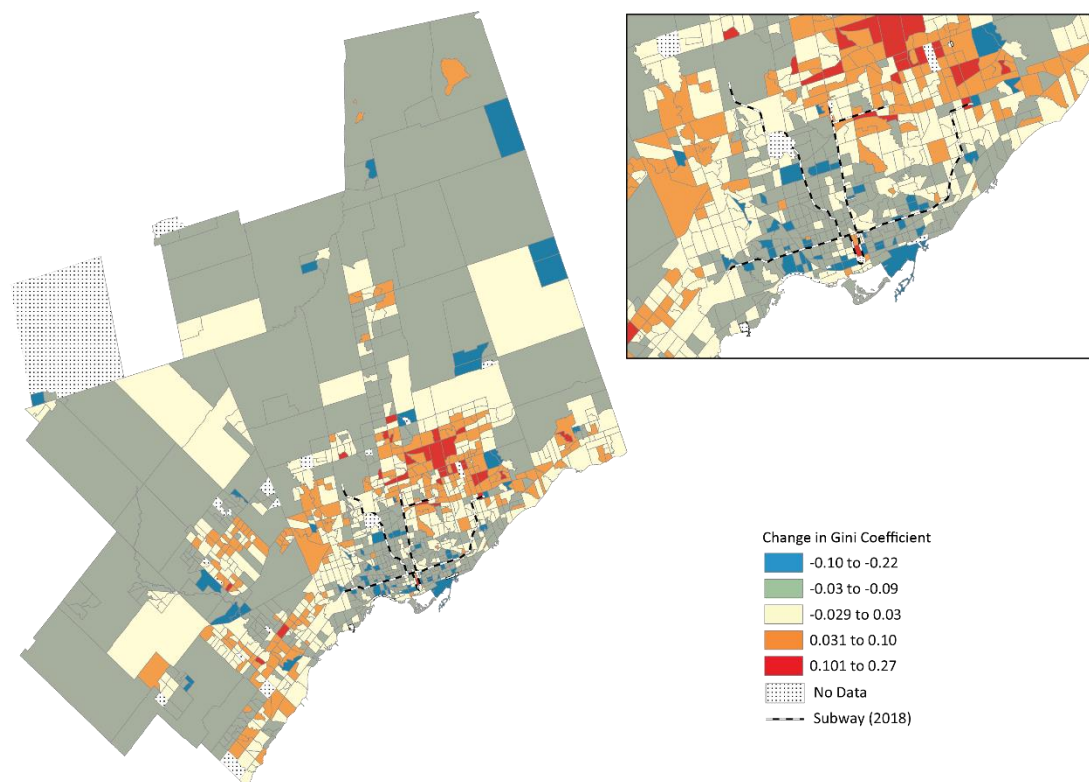 Change in Gini Coefficient
-0.10 to -0.22
-0.03 to -0.09
-0.029 to 0.03
0.031 to 0.10
0.101 to 0.27
No Data
Subway (2018)